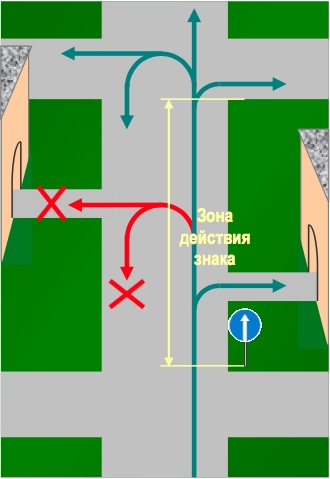 Зона
действия
знака